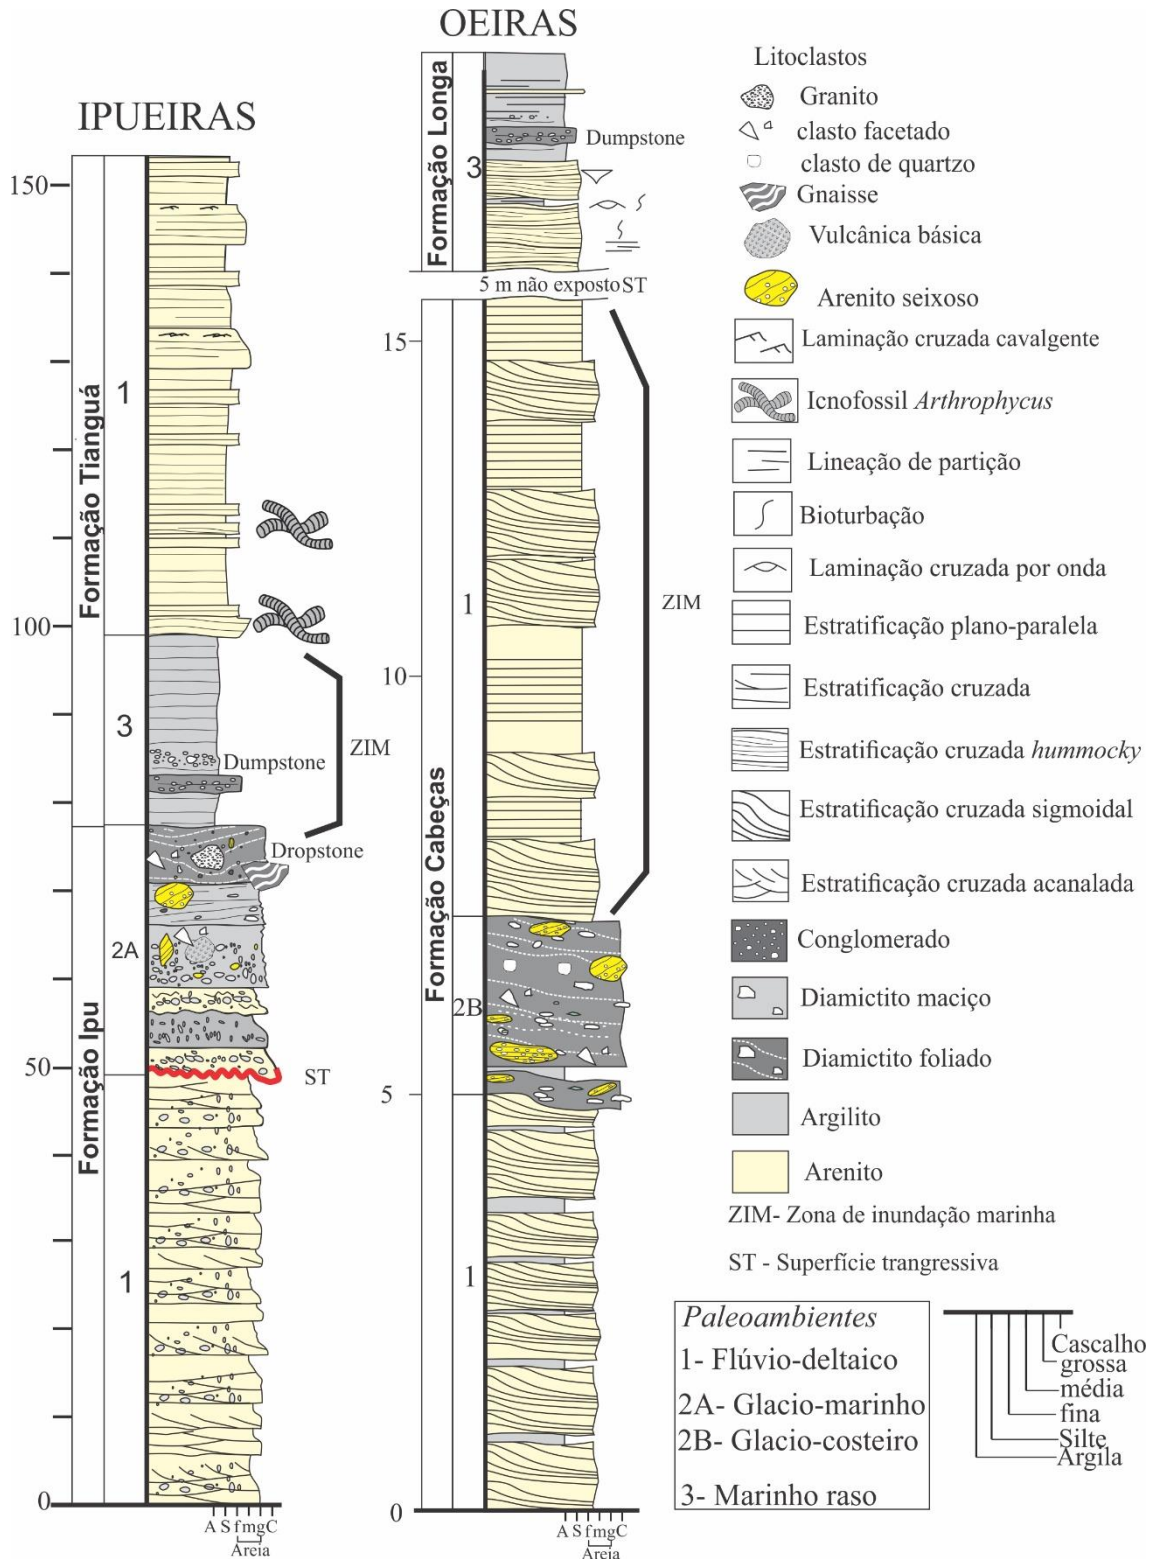 IPUEIRAS
150
100
50
0
Formação Tianguá
Formação Ipu
1
3
2A
1
Dumpstone
ZIM
Dropstone
ST
A S f m g C
Areia
OEIRAS
Formação Longa
Formação Cabeças
3
1
2B
1
Dumpstone
5 m não exposto ST
15
10
5
0
ZIM
A S f m g C
Areia
Litoclastos
Granito
clasto facetado
clasto de quartzo
Gnaisse
Vulcânica básica
Arenito seixoso
Laminação cruzada cavalgente
Icnofossil Arthrophycus
Lineação de partição
Bioturbação
Laminação cruzada por onda
Estratificação plano-paralela
Estratificação cruzada
Estratificação cruzada hummocky
Estratificação cruzada sigmoidal
Estratificação cruzada acanalada
Conglomerado
Diamictito maciço
Diamictito foliado
Argilito
Arenito
ZIM- Zona de inundação marinha
ST - Superfície trangressiva
Paleoambientes
1- Flúvio-deltaico
2A- Glacio-marinho
2B- Glacio-costeiro
3- Marinho raso
Cascalho
grossa
média
fina
Silte
Argila